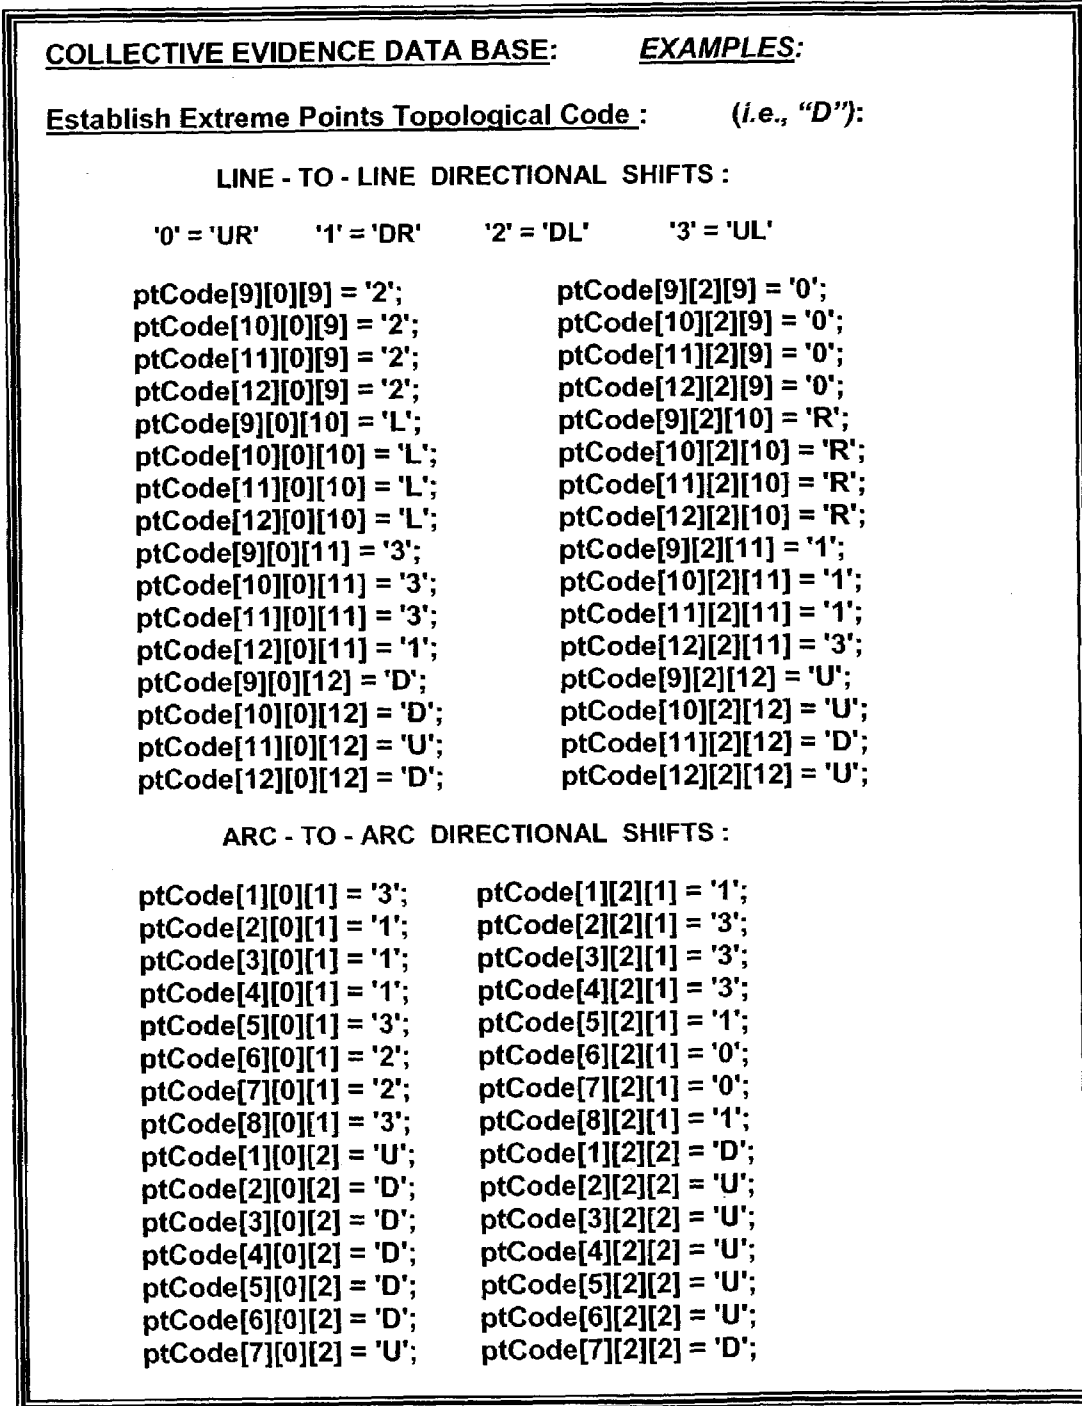 COLLECTIVE EVIDENCE DATA BASE: EXAMPLES:
Establish Extreme Points Topological Code : (i.e., “D”):
LINE - TO - LINE DIRECTIONAL SHIFTS :
'0' = 'UR' '1' = 'DR' '2' = 'DL' '3' = 'UL'
ptCode[9][0][9] = '2'; ptCode[9][2][9] = '0';
ptCode[10][0][9] = '2'; ptCode[10][2][9] = '0';
ptCode[11][0][9] = '2'; ptCode[11][2][9] = '0';
ptCode[12][0][9] = '2'; ptCode[12][2][9] = '0';
ptCode[9][0][10] = 'L'; ptCode[9][2][10] = 'R';
ptCode[10][0][10] = 'L'; ptCode[10][2][10] = 'R';
ptCode[11][0][10] = 'L'; ptCode[11][2][10] = 'R';
ptCode[12][0][10] = 'L'; ptCode[12][2][10] = 'R';
ptCode[9][0][11] = '3'; ptCode[9][2][11] = '1';
ptCode[10][0][11] = '3'; ptCode[10][2][11] = '1';
ptCode[11][0][11] = '3'; ptCode[11][2][11] = '1';
ptCode[12][0][11] = '1'; ptCode[12][2][11] = '3';
ptCode[9][0][12] = 'D'; ptCode[9][2][12] = 'U';
ptCode[10][0][12] = 'D'; ptCode[10][2][12] = 'U';
ptCode[11][0][12] = 'U'; ptCode[11][2][12] = 'D';
ptCode[12][0][12] = 'D'; ptCode[12][2][12] = 'U';
ARC - TO - ARC DIRECTIONAL SHIFTS :
ptCode[1][0][1] = '3'; ptCode[1][2][1] = '1';
ptCode[2][0][1] = '1'; ptCode[2][2][1] = '3';
ptCode[3][0][1] = '1'; ptCode[3][2][1] = '3';
ptCode[4][0][1] = '1'; ptCode[4][2][1] = '3';
ptCode[5][0][1] = '3'; ptCode[5][2][1] = '1';
ptCode[6][0][1] = '2'; ptCode[6][2][1] = '0';
ptCode[7][0][1] = '2'; ptCode[7][2][1] = '0';
ptCode[8][0][1] = '3'; ptCode[8][2][1] = '1';
ptCode[1][0][2] = 'U'; ptCode[1][2][2] = 'D';
ptCode[2][0][2] = 'D'; ptCode[2][2][2] = 'U';
ptCode[3][0][2] = 'D'; ptCode[3][2][2] = 'U';
ptCode[4][0][2] = 'D'; ptCode[4][2][2] = 'U';
ptCode[5][0][2] = 'D'; ptCode[5][2][2] = 'U';
ptCode[6][0][2] = 'D'; ptCode[6][2][2] = 'U';
ptCode[7][0][2] = 'U'; ptCode[7][2][2] = 'D';